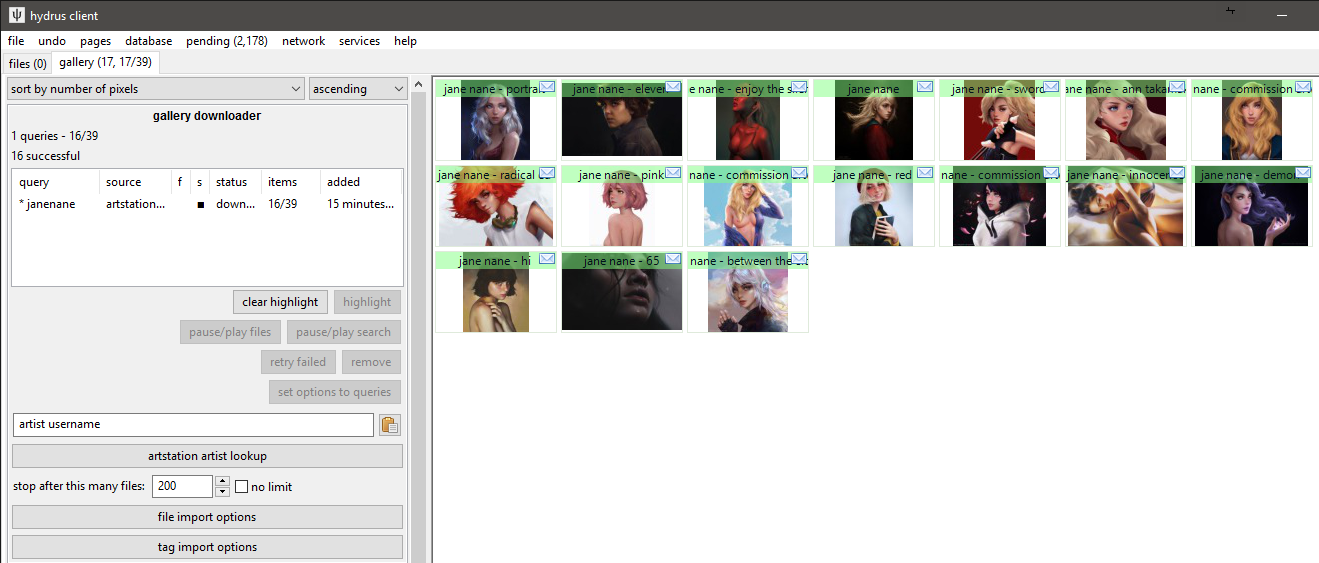 hydrus client
file undo pages database pending (2,178) network services help
files (0) gallery (17, 17/39)
sort by number of pixels ascending
gallery downloader
1 queries - 16/39
16 successful
query source f s status items added
* janenane artstation... ■ down... 16/39 15 minutes...
clear highlight highlight
pause/play files pause/play search
retry failed remove
set options to queries
artist username
artstation artist lookup
stop after this many files: 200 no limit
file import options
tag import options
jane nane - portrait
jane nane - eleven
e nane - enjoy the
jane nane
jane nane - sword
jane nane - ann
nane - commission
jane nane - radical
jane nane - pink
nane - commission
jane nane - red
nane - commission
jane nane - innocen
jane nane - demo
jane nane - hi
jane nane - 65
nane - between the